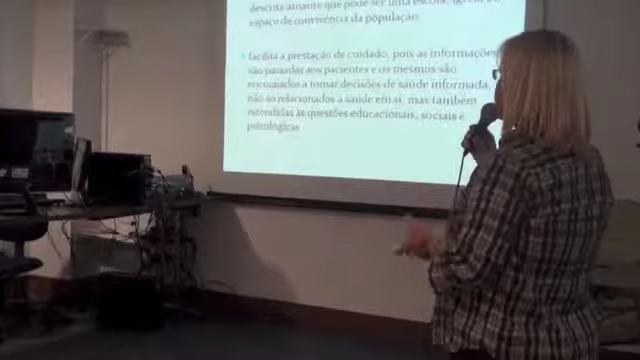 descrita atuante que pode ser uma escola, igreja ou
espaço de convivência da população.
facilita a prestação de cuidado, pois as informações
são passadas aos pacientes e os mesmos são
encorajados a tomar decisões de saúde informada,
não só relacionados à saúde em si, mas também
estendidas às questões educacionais, sociais e
psicológicas